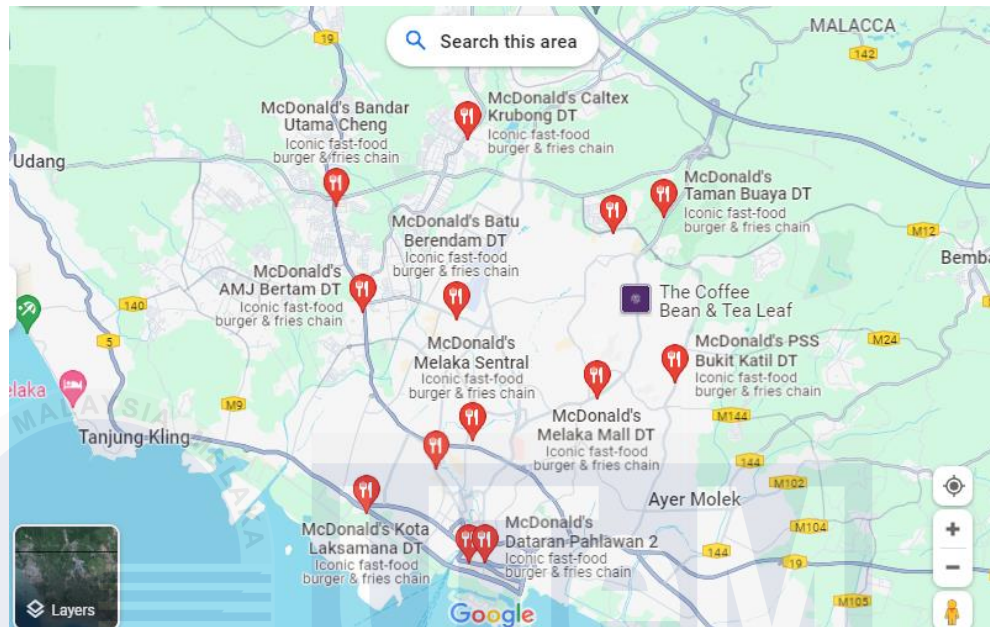 19
Search this area
MALACCA
142
McDonald's Bandar
Utama Cheng
Iconic fast-food
burger & fries chain
McDonald's Caltex
Krubong DT
Iconic fast-food
burger & fries chain
Udang
McDonald's
Taman Buaya DT
Iconic fast-food
burger & fries chain
McDonald's Batu
Berendam DT
Iconic fast-food
burger & fries chain
M12
Bemba
McDonald's
AMJ Bertam DT
Iconic fast-food
burger & fries chain
140
The Coffee
Bean & Tea Leaf
5
McDonald's
Melaka Sentral
Iconic fast-food
burger & fries chain
McDonald's PSS
Bukit Katil DT
Iconic fast-food
burger & fries chain
M24
elaka
MALAYSIA
M9
M144
McDonald's
Melaka Mall DT
Iconic fast-food
burger & fries chain
Tanjung Kling
144
M102
Ayer Molek
McDonald's Kota
Laksamana DT
Iconic fast-food
burger & fries chain
McDonald's
Dataran Pahlawan 2
Iconic fast-food
burger & fries chain
M104
144
19
M105
Layers
Google